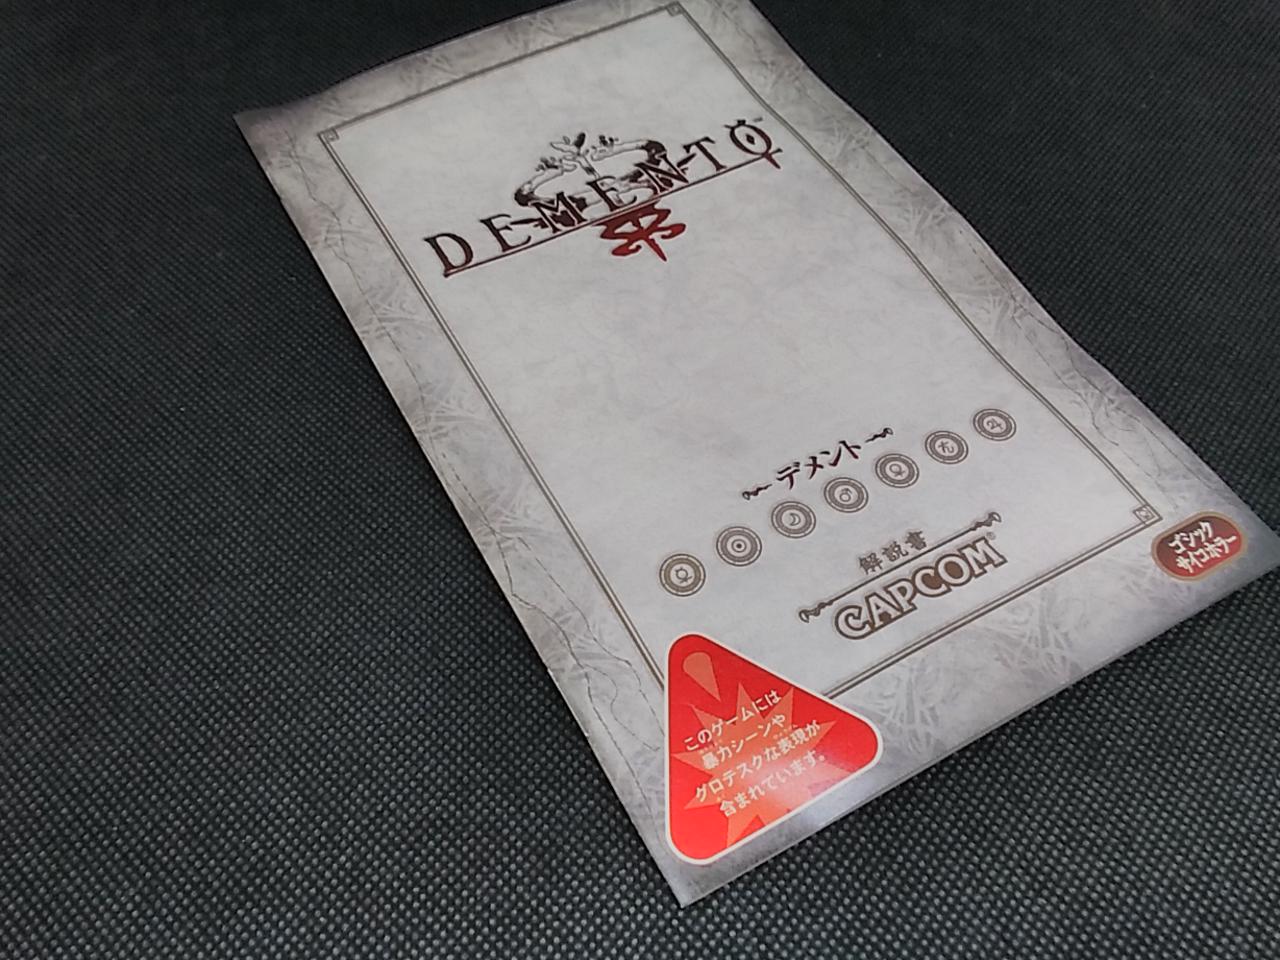 DEMENTO™
デメント
解説書
CAPCOM®
ゴシック
サイコホラー
このゲームには
暴力シーンや
グロテスクな表現が
含まれています。